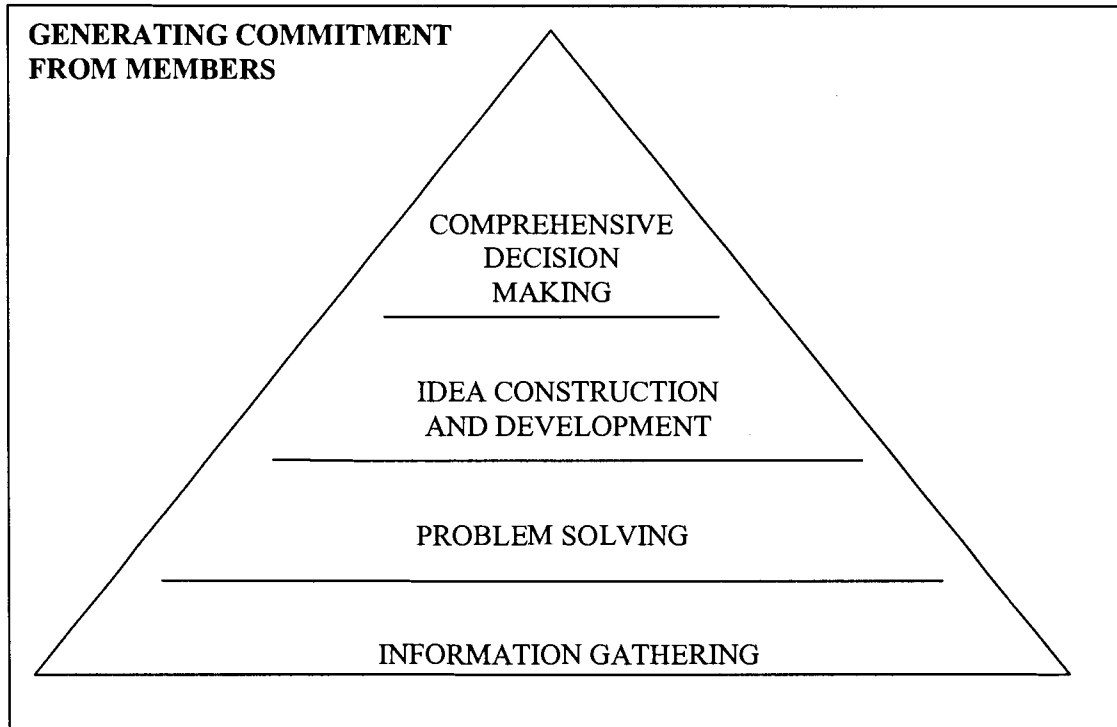 GENERATING COMMITMENT
FROM MEMBERS
COMPREHENSIVE
DECISION
MAKING
IDEA CONSTRUCTION
AND DEVELOPMENT
PROBLEM SOLVING
INFORMATION GATHERING